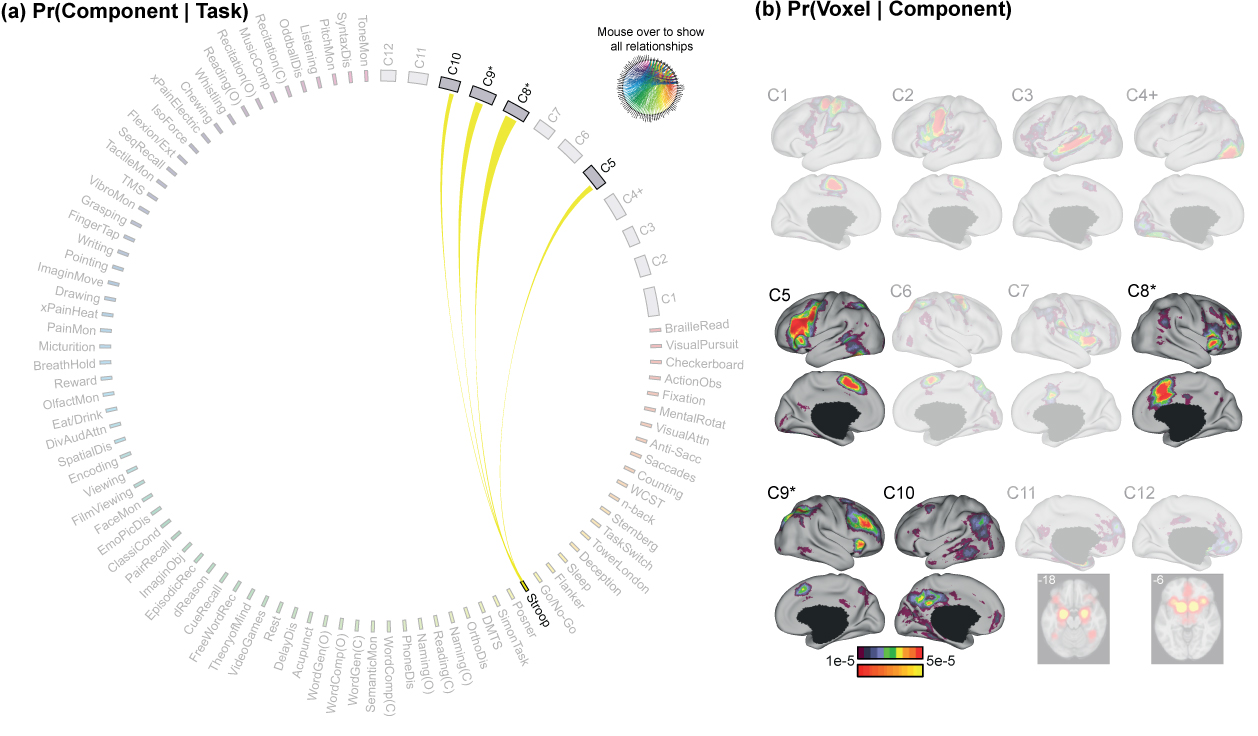 (a) Pr(Component | Task)
(b) Pr(Voxel | Component)
Mouse over to show
all relationships
ToneMon
SyntaxDis
PitchMon
Listening
OddballDis
Recitation(C)
MusicComp
Recitation(O)
Reading(O)
Whistling
Chewing
xPainElectric
IsoForce
FlexionExt
SeqRecall
TactileMon
TMS
VibroMon
Grasping
FingerTap
Writing
Pointing
ImaginMove
Drawing
xPainHeat
PainMon
Micturition
BreathHold
Reward
OlfactMon
Eat/Drink
DivAudAttn
SpatialDis
Encoding
Viewing
FilmViewing
FaceMon
EmoPicDis
ClassiCond
PairRecall
ImaginObj
EpisodicRec
dReason
CueRecall
FreeWordRec
TheoryofMind
VideoGames
Rest
DelayDis
Acupunct
WordGen(O)
WordComp(O)
WordGen(C)
SemanticMon
WordComp(C)
PhoneDis
Naming(O)
Reading(C)
Naming(C)
OrthoDis
DMTS
SimonTask
Posner
Stroop
Go/No-Go
Flanker
Sleep
Deception
TowerLondon
TaskSwitch
Sternberg
n-back
WCST
Counting
Saccades
Anti-Sacc
VisualAttn
MentalRotat
Fixation
ActionObs
Checkerboard
VisualPursuit
BrailleRead
C1
C2
C3
C4+
C5
C6
C7
C8*
C9*
C10
C11
C12
C1 C2 C3 C4+
C5 C6 C7 C8*
C9* C10 C11 C12
-18 -6
1e-5 5e-5